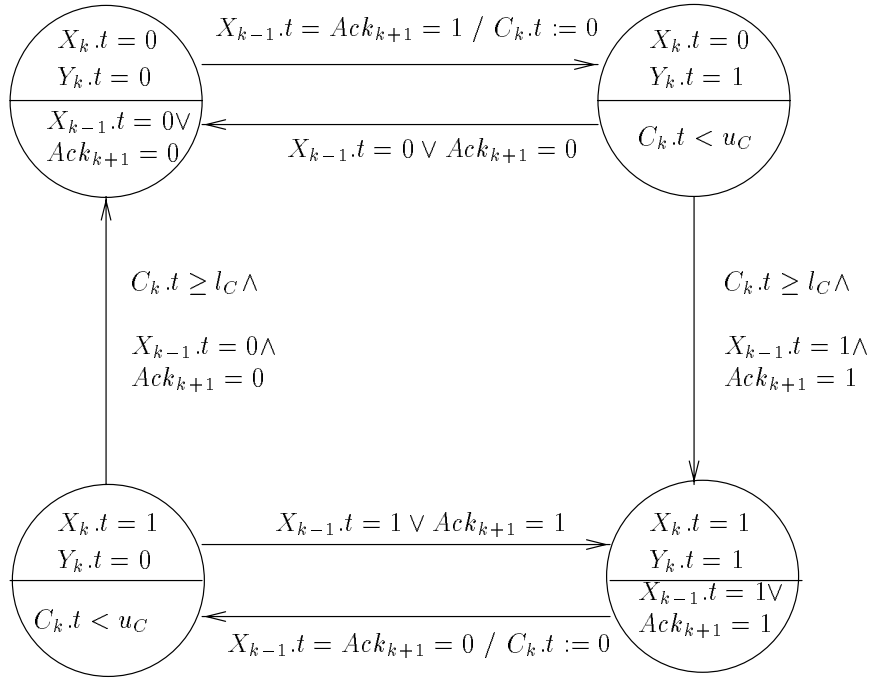 X_k.t = 0
Y_k.t = 0
X_{k−1}.t = 0∨
Ack_{k+1} = 0
X_{k−1}.t = Ack_{k+1} = 1 / C_k.t := 0
X_{k−1}.t = 0 ∨ Ack_{k+1} = 0
X_k.t = 0
Y_k.t = 1
C_k.t < u_C
C_k.t ≥ l_C ∧
X_{k−1}.t = 0∧
Ack_{k+1} = 0
C_k.t ≥ l_C ∧
X_{k−1}.t = 1∧
Ack_{k+1} = 1
X_k.t = 1
Y_k.t = 0
C_k.t < u_C
X_{k−1}.t = 1 ∨ Ack_{k+1} = 1
X_{k−1}.t = Ack_{k+1} = 0 / C_k.t := 0
X_k.t = 1
Y_k.t = 1
X_{k−1}.t = 1∨
Ack_{k+1} = 1